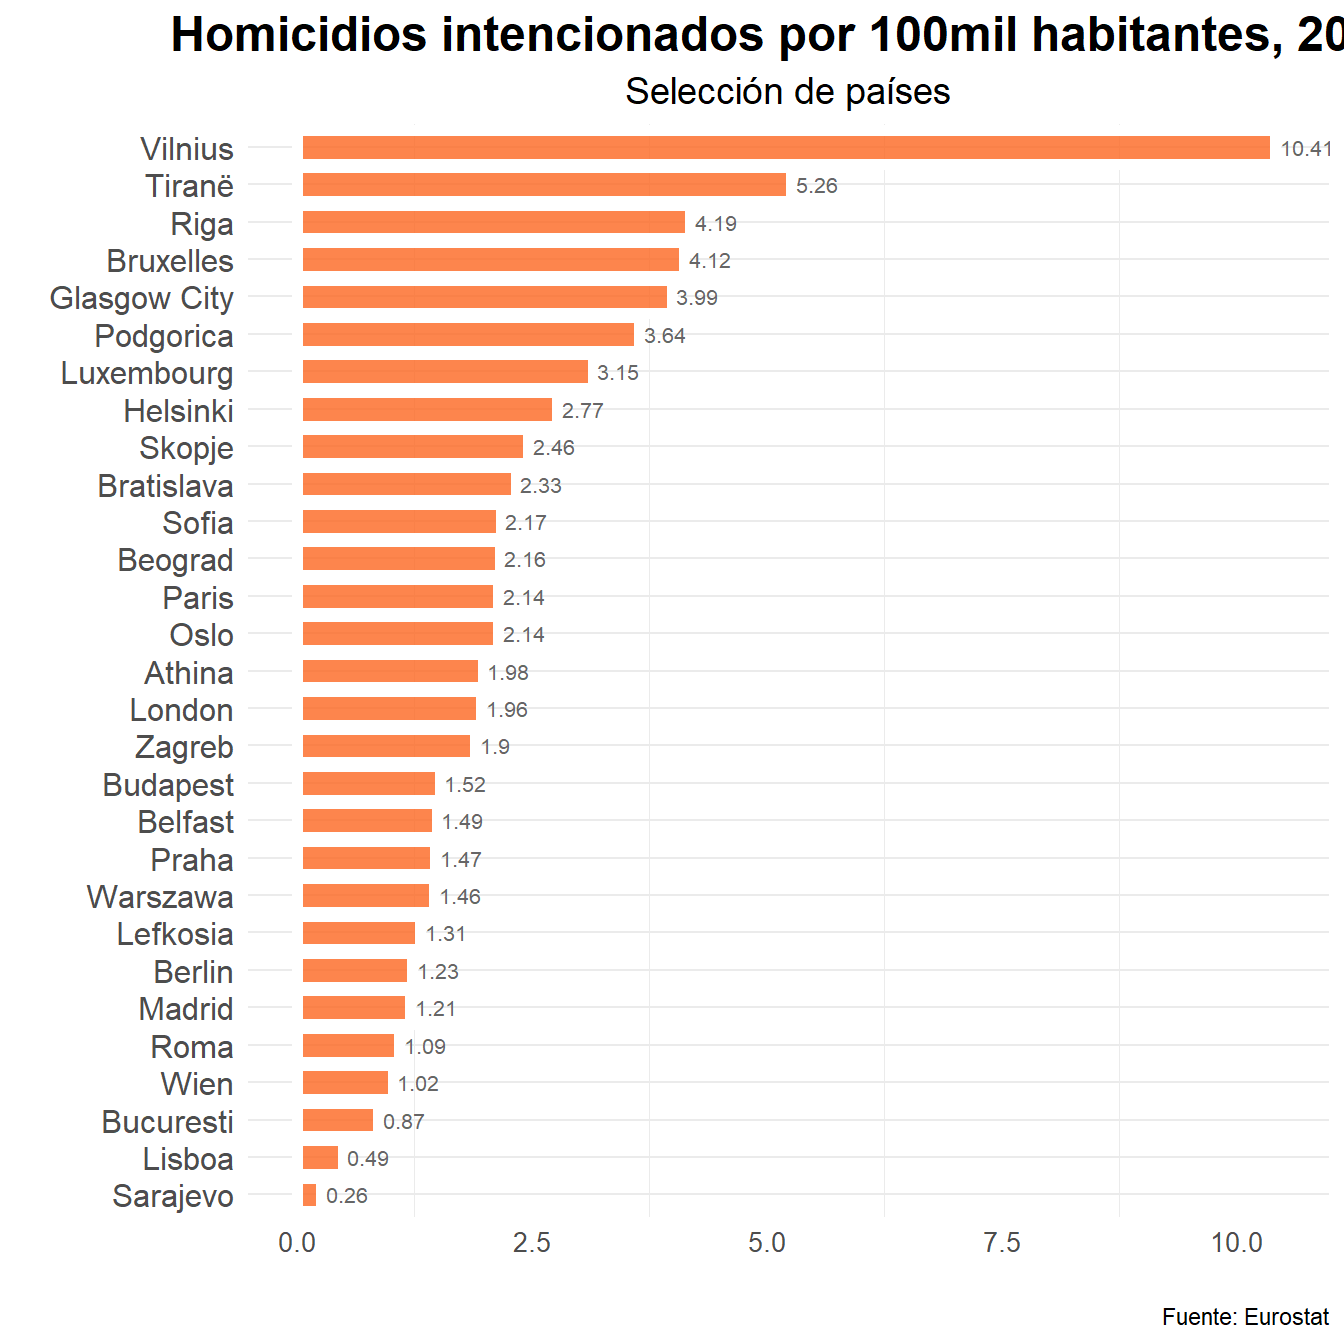 Homicidios intencionados por 100mil habitantes, 20
Selección de países
Vilnius 10.41
Tiranë 5.26
Riga 4.19
Bruxelles 4.12
Glasgow City 3.99
Podgorica 3.64
Luxembourg 3.15
Helsinki 2.77
Skopje 2.46
Bratislava 2.33
Sofia 2.17
Beograd 2.16
Paris 2.14
Oslo 2.14
Athina 1.98
London 1.96
Zagreb 1.9
Budapest 1.52
Belfast 1.49
Praha 1.47
Warszawa 1.46
Lefkosia 1.31
Berlin 1.23
Madrid 1.21
Roma 1.09
Wien 1.02
Bucuresti 0.87
Lisboa 0.49
Sarajevo 0.26
0.0 2.5 5.0 7.5 10.0
Fuente: Eurostat